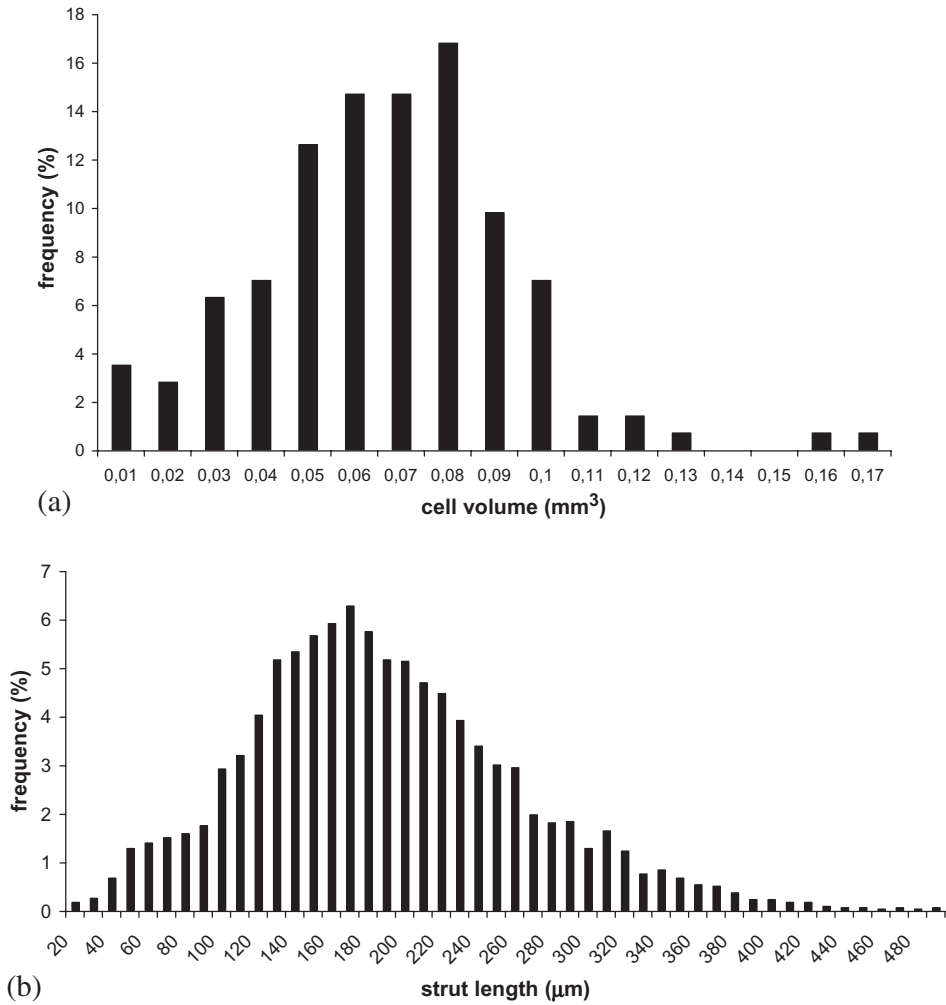 18
16
14
12
10
8
6
4
2
0
frequency (%)
0,01 0,02 0,03 0,04 0,05 0,06 0,07 0,08 0,09 0,1 0,11 0,12 0,13 0,14 0,15 0,16 0,17
(a)
cell volume (mm³)
7
6
5
4
3
2
1
0
frequency (%)
20 40 60 80 100 120 140 160 180 200 220 240 260 280 300 320 340 360 380 400 420 440 460 480
(b)
strut length (μm)